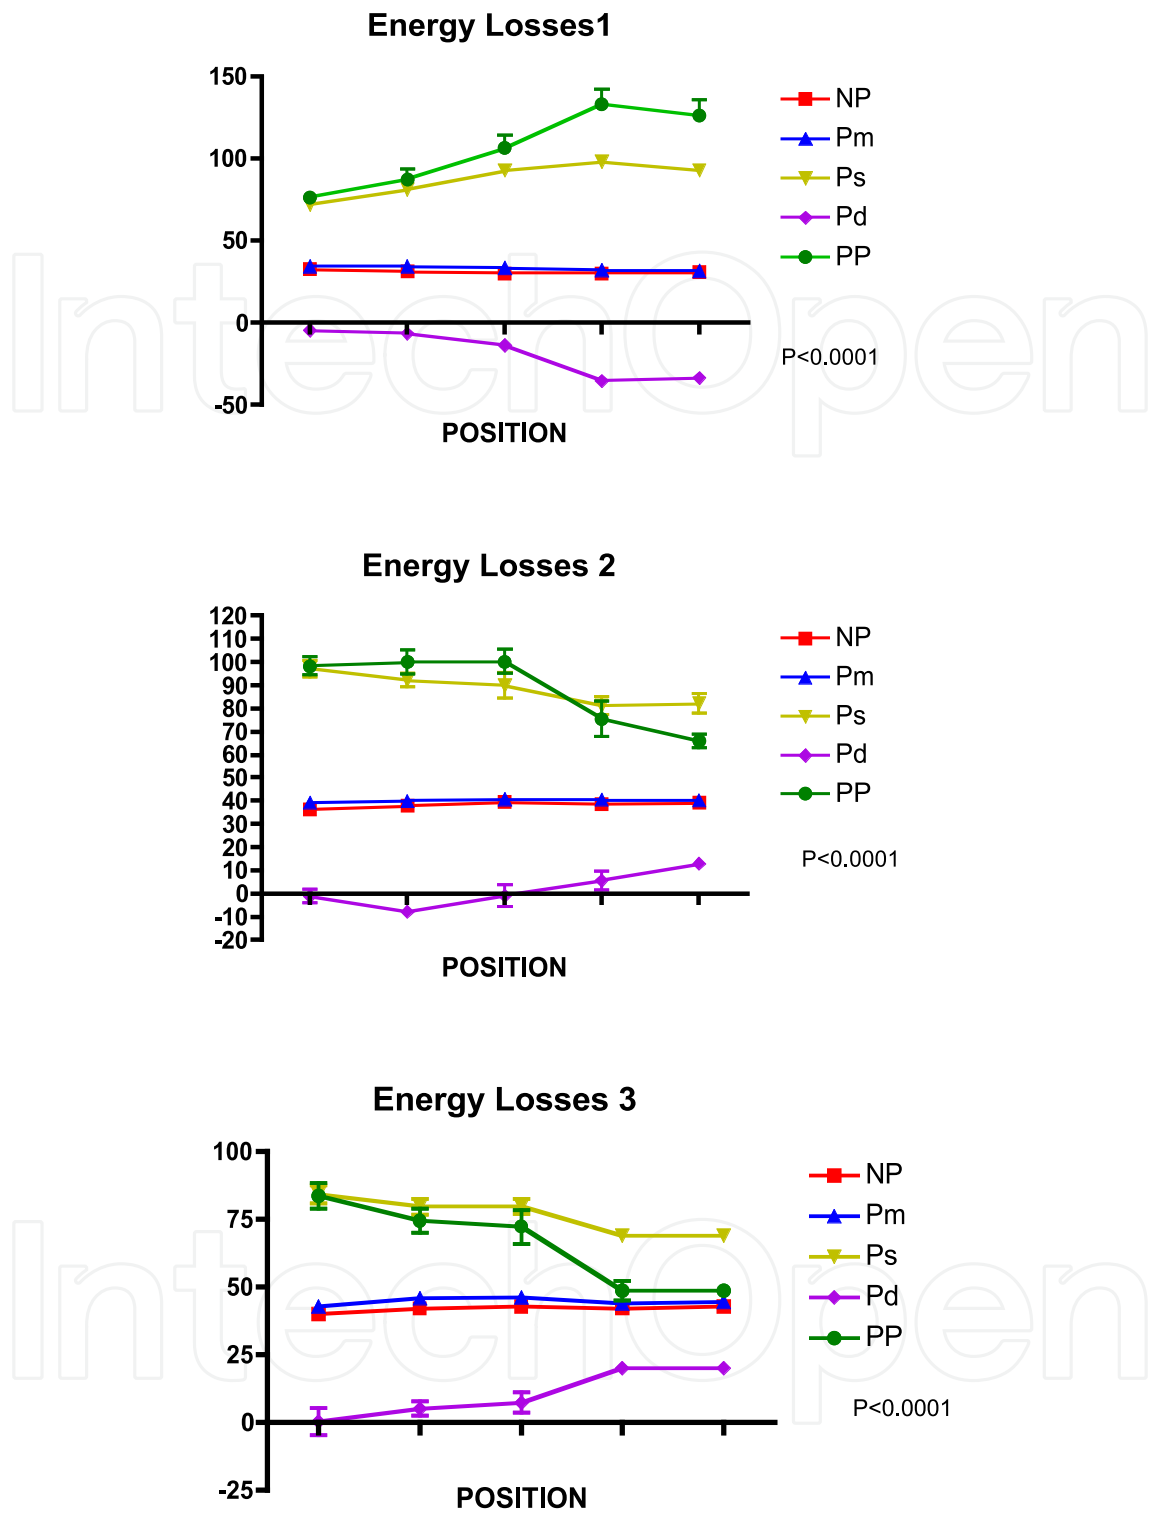 Energy Losses1
150
100
50
0
-50
POSITION
NP
Pm
Ps
Pd
PP
P<0.0001
Energy Losses 2
120
110
100
90
80
70
60
50
40
30
20
10
0
-10
-20
POSITION
NP
Pm
Ps
Pd
PP
P<0.0001
Energy Losses 3
100
75
50
25
0
-25
POSITION
NP
Pm
Ps
Pd
PP
P<0.0001
IntechOpen
IntechOpen